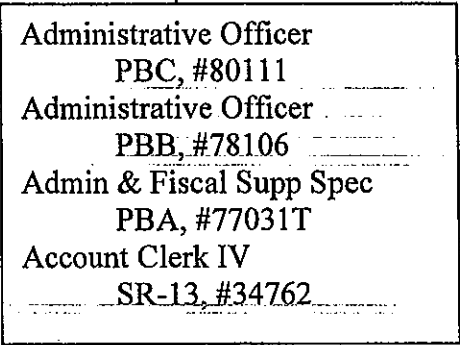 Administrative Officer
PBC, #80111
Administrative Officer
PBB, #78106
Admin & Fiscal Supp Spec
PBA, #77031T
Account Clerk IV
SR-13, #34762